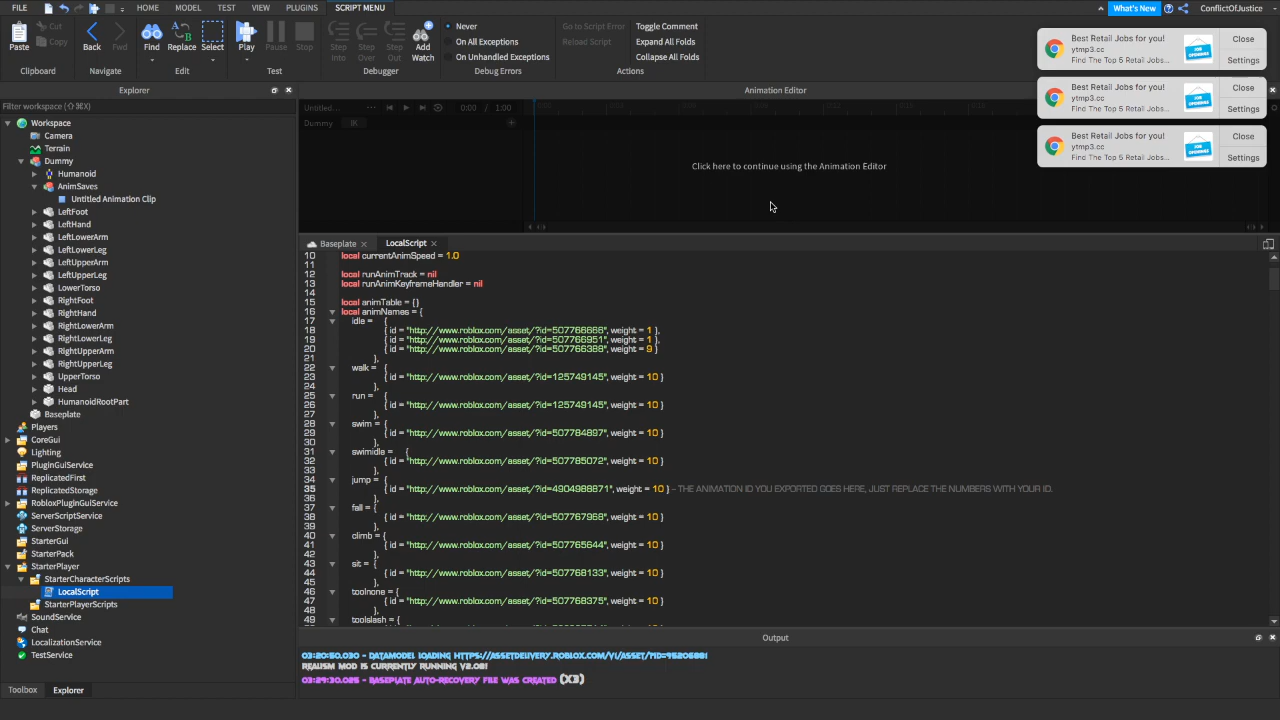 FILE HOME MODEL TEST VIEW PLUGINS SCRIPT MENU What's New ConflictOfJustice
Paste Cut Copy Back Fwd Find Replace Select Play Pause Stop Step Into Step Over Step Out Add Watch Never On All Exceptions On Unhandled Exceptions Go to Script Error Reload Script Toggle Comment Expand All Folds Collapse All Folds
Clipboard Navigate Edit Test Debugger Debug Errors Actions
Best Retail Jobs for you! Close
ytmp3.cc
Find The Top 5 Retail Jobs... Settings
Best Retail Jobs for you! Close
ytmp3.cc
Find The Top 5 Retail Jobs... Settings
Best Retail Jobs for you! Close
ytmp3.cc
Find The Top 5 Retail Jobs... Settings
Explorer
Filter workspace (⇧⌘X)
Workspace
Camera
Terrain
Dummy
Humanoid
AnimSaves
Untitled Animation Clip
LeftFoot
LeftHand
LeftLowerArm
LeftLowerLeg
LeftUpperArm
LeftUpperLeg
LowerTorso
RightFoot
RightHand
RightLowerArm
RightLowerLeg
RightUpperArm
RightUpperLeg
UpperTorso
Head
HumanoidRootPart
Baseplate
Players
CoreGui
Lighting
PluginGuiService
ReplicatedFirst
ReplicatedStorage
RobloxPluginGuiService
ServerScriptService
ServerStorage
StarterGui
StarterPack
StarterPlayer
StarterCharacterScripts
LocalScript
StarterPlayerScripts
SoundService
Chat
LocalizationService
TestService
Toolbox Explorer
Animation Editor
Untitled... 0:00 / 1:00
Dummy IK
Click here to continue using the Animation Editor
Baseplate LocalScript
10 local currentAnimSpeed = 1.0
11
12 local runAnimTrack = nil
13 local runAnimKeyframeHandler = nil
14
15 local animTable = {}
16 local animNames = {
17 idle = {
18 { id = "http://www.roblox.com/asset/?id=507766666", weight = 1 },
19 { id = "http://www.roblox.com/asset/?id=507766951", weight = 1 },
20 { id = "http://www.roblox.com/asset/?id=507766388", weight = 9 }
21 },
22 walk = {
23 { id = "http://www.roblox.com/asset/?id=125749145", weight = 10 }
24 },
25 run = {
26 { id = "http://www.roblox.com/asset/?id=125749145", weight = 10 }
27 },
28 swim = {
29 { id = "http://www.roblox.com/asset/?id=507784897", weight = 10 }
30 },
31 swimidle = {
32 { id = "http://www.roblox.com/asset/?id=507785072", weight = 10 }
33 },
34 jump = {
35 { id = "http://www.roblox.com/asset/?id=4904988871", weight = 10 } -- THE ANIMATION ID YOU EXPORTED GOES HERE, JUST REPLACE THE NUMBERS WITH YOUR ID.
36 },
37 fall = {
38 { id = "http://www.roblox.com/asset/?id=507767968", weight = 10 }
39 },
40 climb = {
41 { id = "http://www.roblox.com/asset/?id=507765644", weight = 10 }
42 },
43 sit = {
44 { id = "http://www.roblox.com/asset/?id=507768133", weight = 10 }
45 },
46 toolnone = {
47 { id = "http://www.roblox.com/asset/?id=507768375", weight = 10 }
48 },
49 toolslash = {
Output
03:20:50.030 - DATAMODEL LOADING HTTPS://ASSETDELIVERY.ROBLOX.COM/V1/ASSET/?ID=95206881
REALISM MOD IS CURRENTLY RUNNING V2.08!
03:29:30.025 - BASEPLATE AUTO-RECOVERY FILE WAS CREATED (X3)